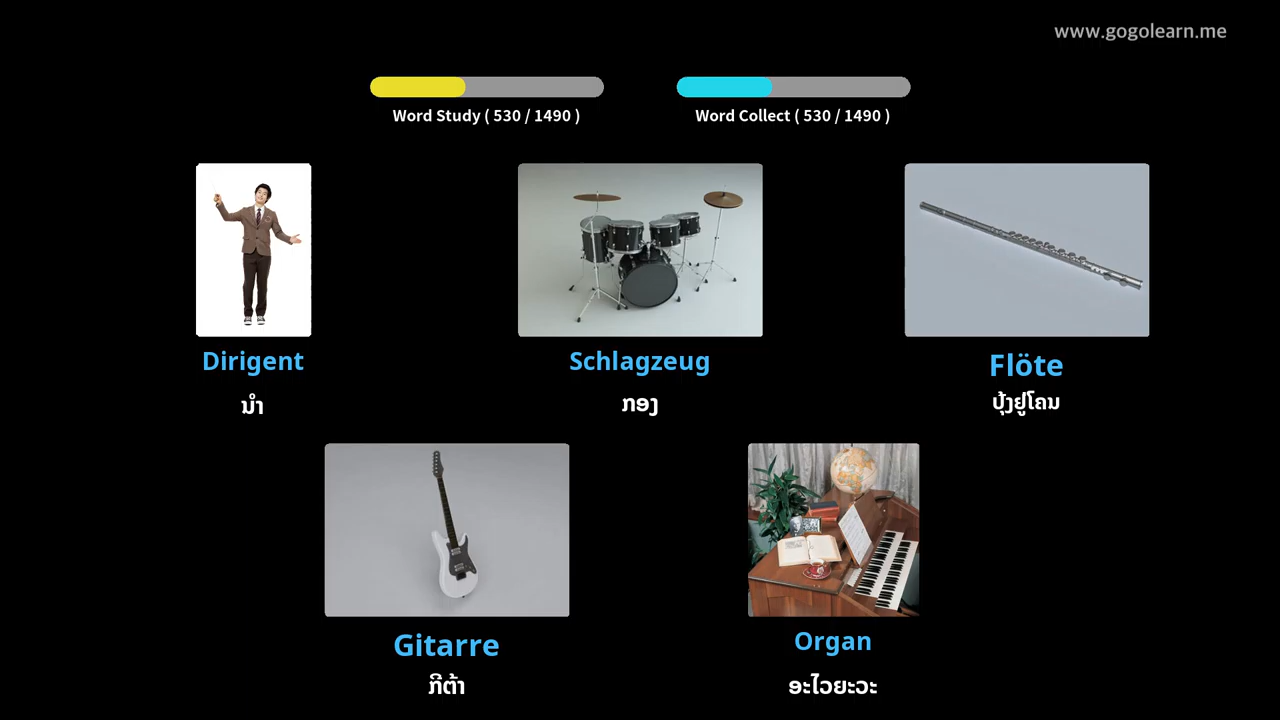 www.gogolearn.me
Word Study ( 530 / 1490 )
Word Collect ( 530 / 1490 )
Dirigent
ນຳ
Schlagzeug
ກອງ
Flöte
ປຸ້ງຢູ່ໂຄນ
Gitarre
ກີຕ້າ
Organ
ອະໄວຍະວະ